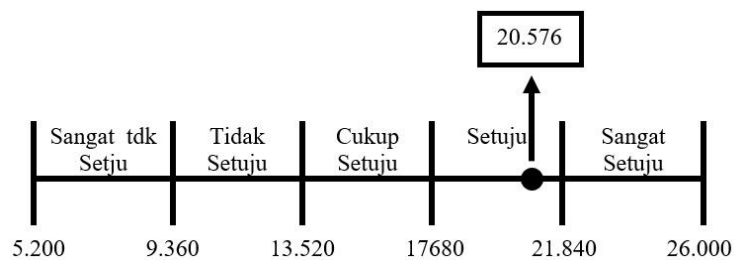 20.576
Sangat tdk
Setju
Tidak
Setuju
Cukup
Setuju
Setuju
Sangat
Setuju
5.200
9.360
13.520
17680
21.840
26.000